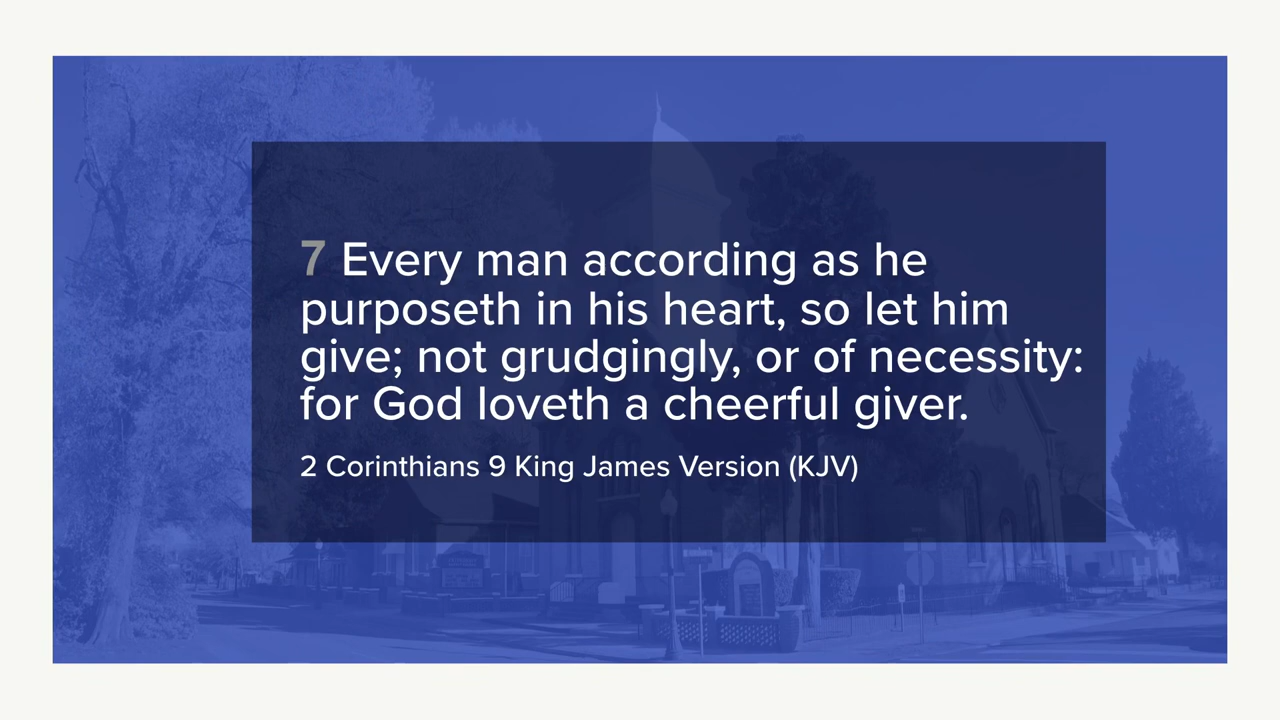 7 Every man according as he
purposeth in his heart, so let him
give; not grudgingly, or of necessity:
for God loveth a cheerful giver.
2 Corinthians 9 King James Version (KJV)